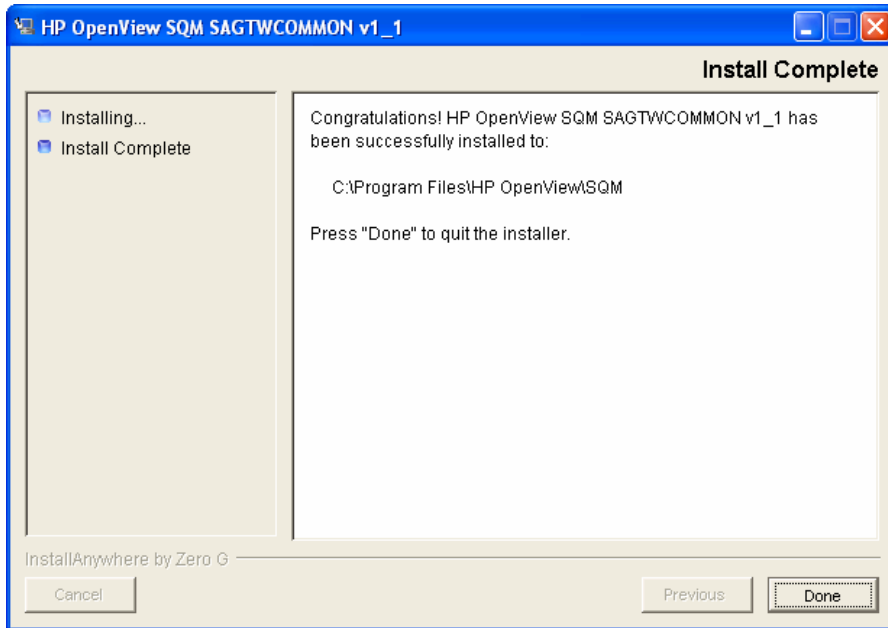 HP OpenView SQM SAGTWCOMMON v1_1
Install Complete
Installing...
Install Complete
Congratulations! HP OpenView SQM SAGTWCOMMON v1_1 has
been successfully installed to:
C:\Program Files\HP OpenView\SQM
Press "Done" to quit the installer.
InstallAnywhere by Zero G
Cancel
Previous
Done